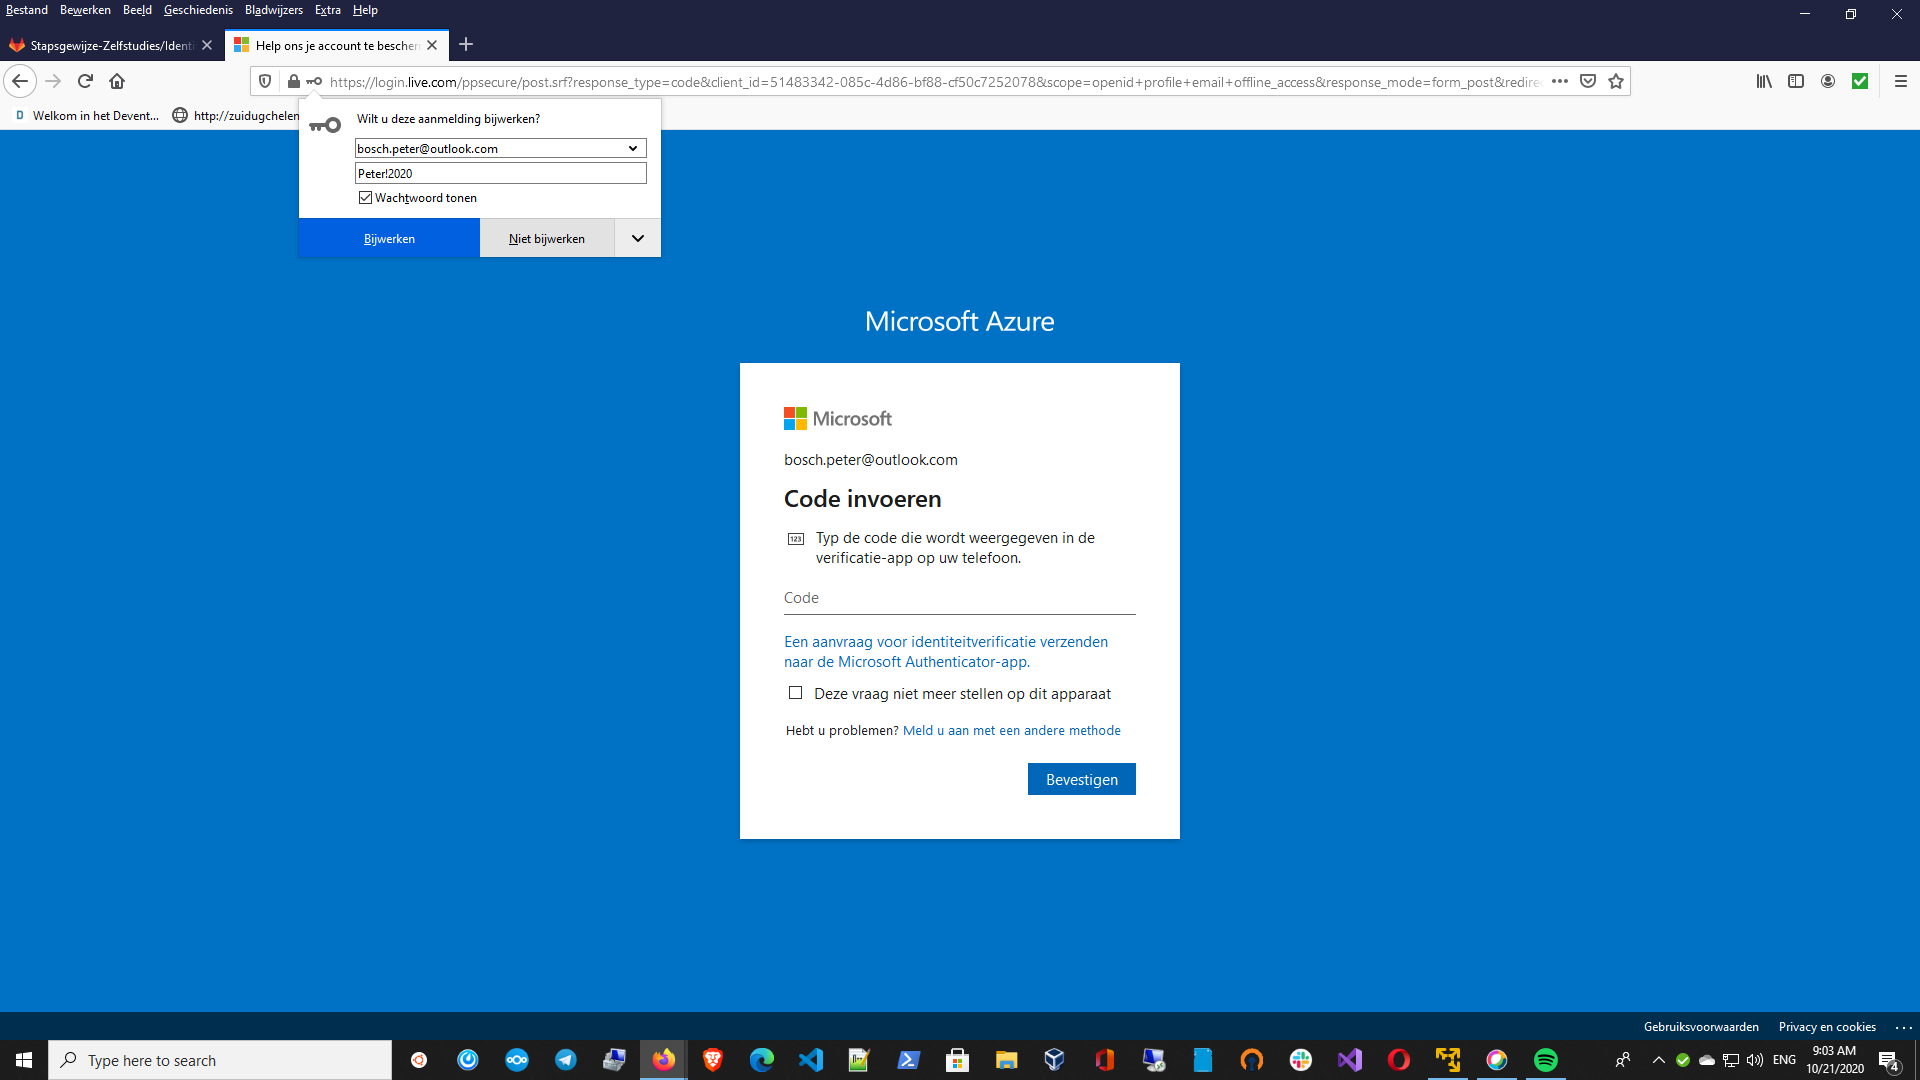 Bestand Bewerken Beeld Geschiedenis Bladwijzers Extra Help
Stapsgewijze-Zelfstudies/Identi
Help ons je account te bescher
https://login.live.com/ppsecure/post.srf?response_type=code&client_id=51483342-085c-4d86-bf88-cf50c7252078&scope=openid+profile+email+offline_access&response_mode=form_post&redire
Welkom in het Devent...
http://zuidugchelen
Wilt u deze aanmelding bijwerken?
bosch.peter@outlook.com
Peter!2020
Wachtwoord tonen
Bijwerken
Niet bijwerken
Microsoft Azure
Microsoft
bosch.peter@outlook.com
Code invoeren
123
Typ de code die wordt weergegeven in de
verificatie-app op uw telefoon.
Code
Een aanvraag voor identiteitverificatie verzenden
naar de Microsoft Authenticator-app.
Deze vraag niet meer stellen op dit apparaat
Hebt u problemen? Meld u aan met een andere methode
Bevestigen
Gebruiksvoorwaarden Privacy en cookies ...
Type here to search
ENG
9:03 AM
10/21/2020
4